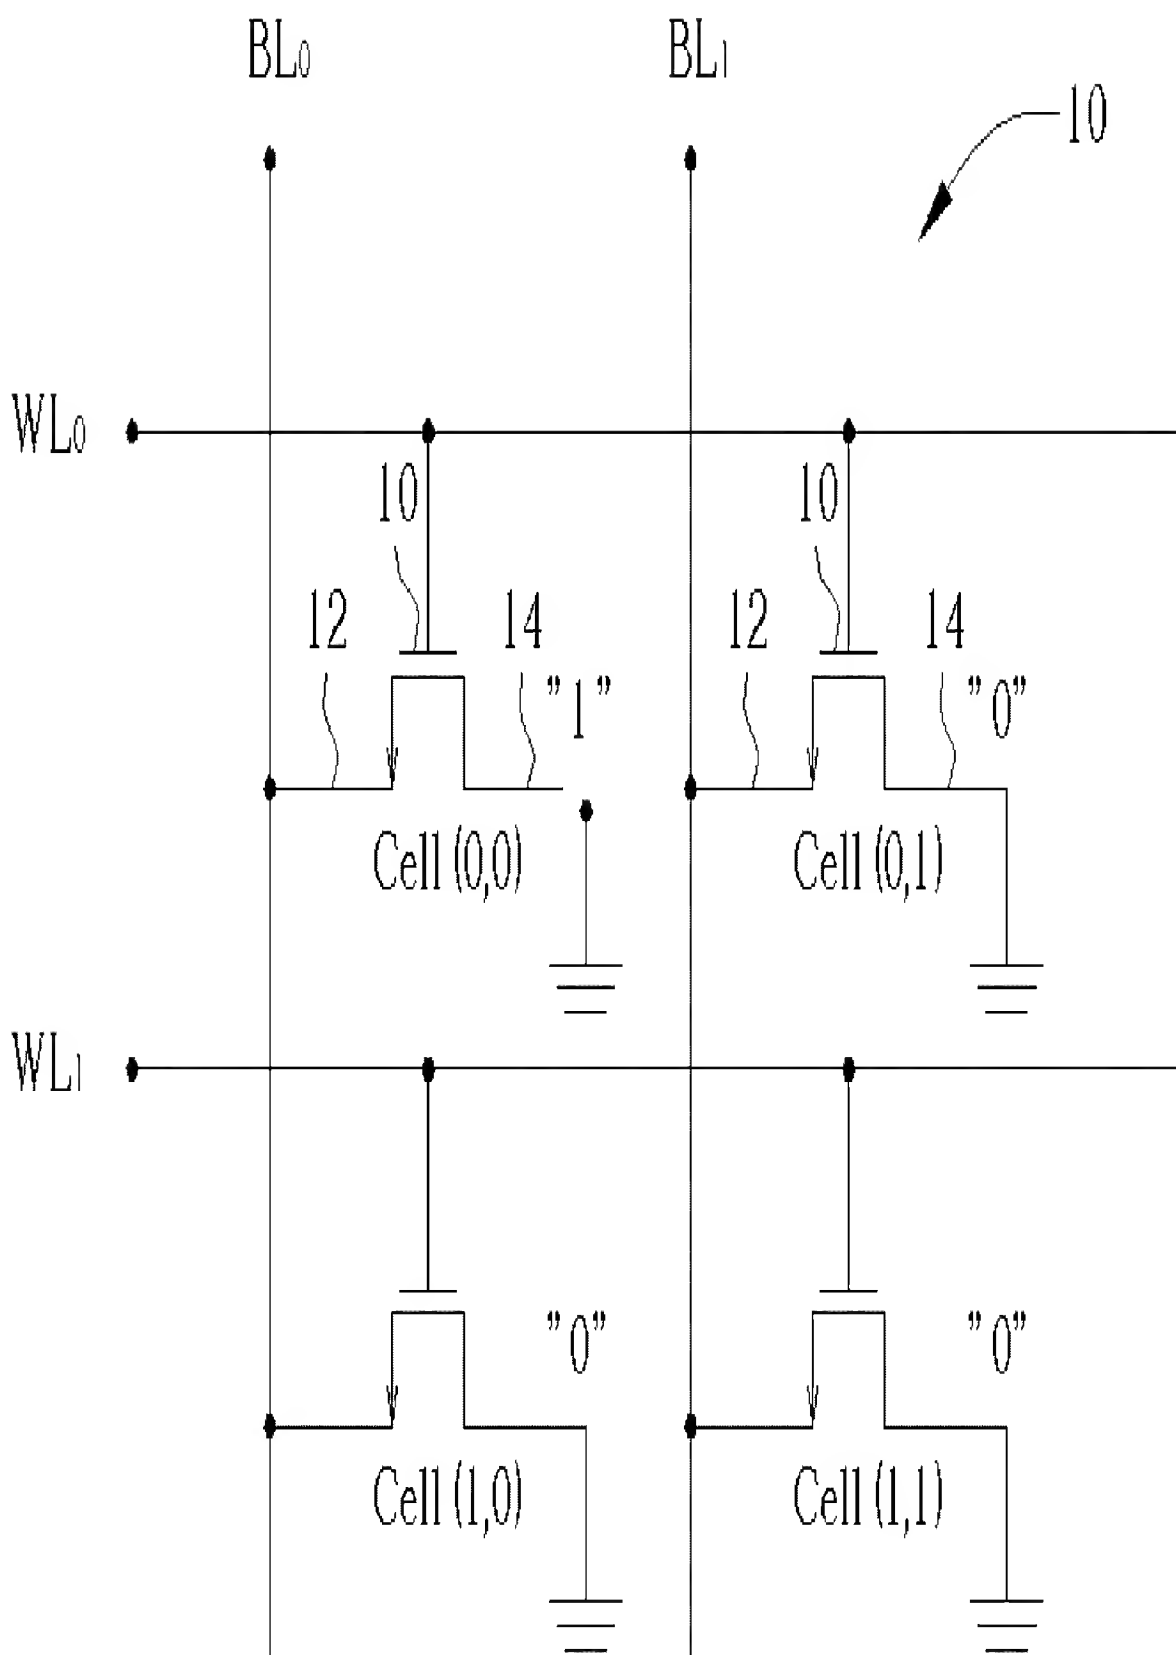 BL₀ BL₁
10
WL₀
10 10
12 14 12 14
"1" "0"
Cell (0,0) Cell (0,1)
WL₁
"0" "0"
Cell (1,0) Cell (1,1)